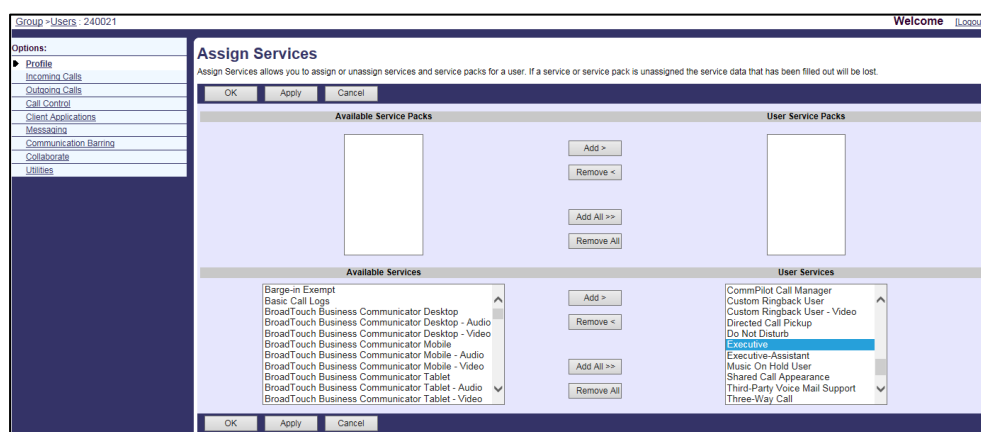 Group >Users : 240021
Welcome [Logou
Options:
Profile
Incoming Calls
Outgoing Calls
Call Control
Client Applications
Messaging
Communication Barring
Collaborate
Utilities
Assign Services
Assign Services allows you to assign or unassign services and service packs for a user. If a service or service pack is unassigned the service data that has been filled out will be lost.
OK Apply Cancel
Available Service Packs User Service Packs
Add >
Remove <
Add All >>
Remove All
Available Services User Services
Barge-in Exempt
Basic Call Logs
BroadTouch Business Communicator Desktop
BroadTouch Business Communicator Desktop - Audio
BroadTouch Business Communicator Desktop - Video
BroadTouch Business Communicator Mobile
BroadTouch Business Communicator Mobile - Audio
BroadTouch Business Communicator Mobile - Video
BroadTouch Business Communicator Tablet
BroadTouch Business Communicator Tablet - Audio
BroadTouch Business Communicator Tablet - Video
Add >
Remove <
Add All >>
Remove All
CommPilot Call Manager
Custom Ringback User
Custom Ringback User - Video
Directed Call Pickup
Do Not Disturb
Executive
Executive-Assistant
Music On Hold User
Shared Call Appearance
Third-Party Voice Mail Support
Three-Way Call
OK Apply Cancel